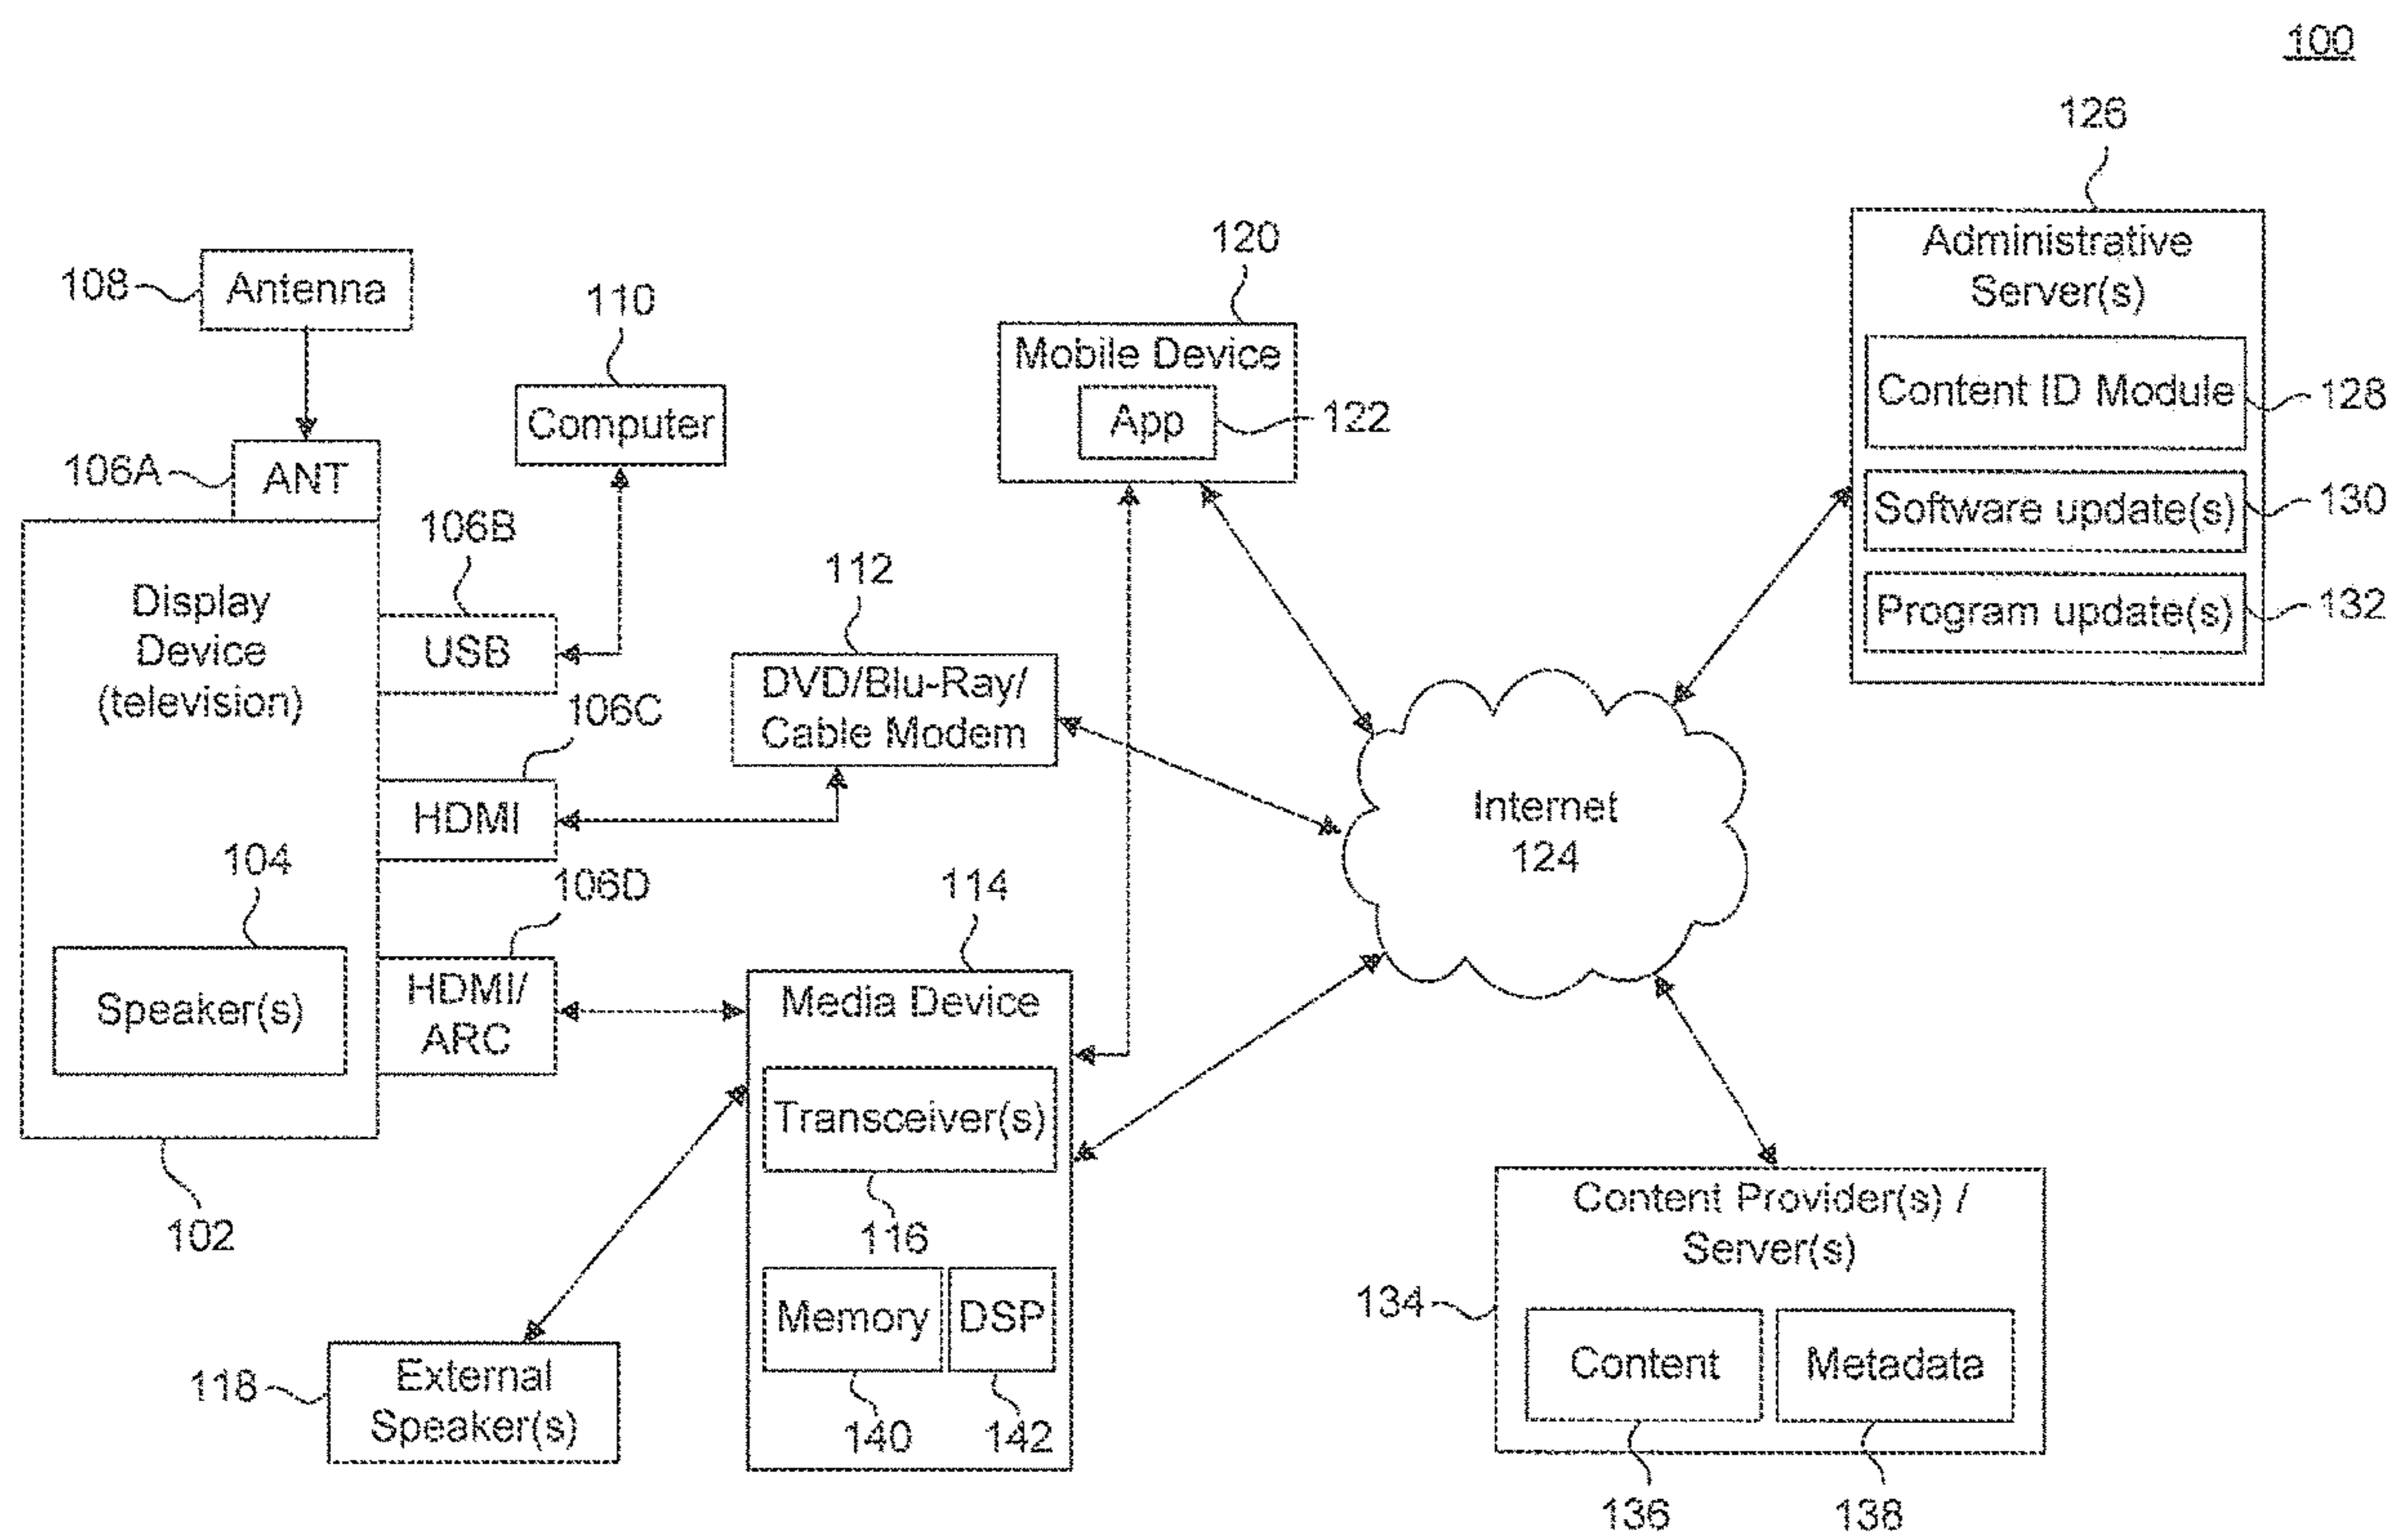 100
126
Administrative
Server(s)
Content ID Module
128
Software update(s)
130
Program update(s)
132
120
Mobile Device
App
122
108
Antenna
110
Computer
106A
ANT
106B
USB
Display
Device
(television)
112
DVD/Blu-Ray/
Cable Modem
106C
HDMI
Internet
124
104
Speaker(s)
106D
HDMI/
ARC
102
114
Media Device
Transceiver(s)
116
Memory
DSP
140
142
118
External
Speaker(s)
Content Provider(s) /
Server(s)
134
Content
Metadata
136
138